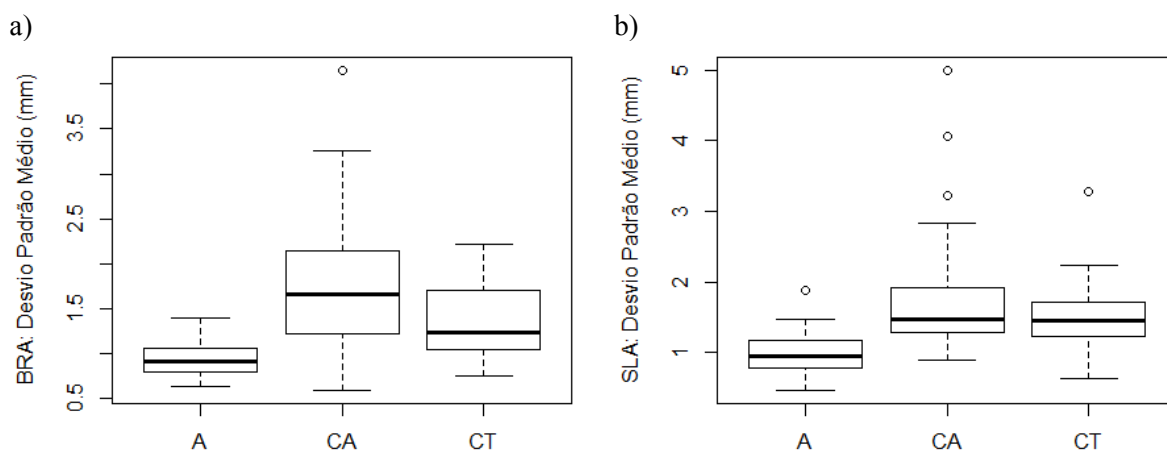 a)
BRA: Desvio Padrão Médio (mm)
3.5
2.5
1.5
0.5
A CA CT
b)
SLA: Desvio Padrão Médio (mm)
5
4
3
2
1
A CA CT